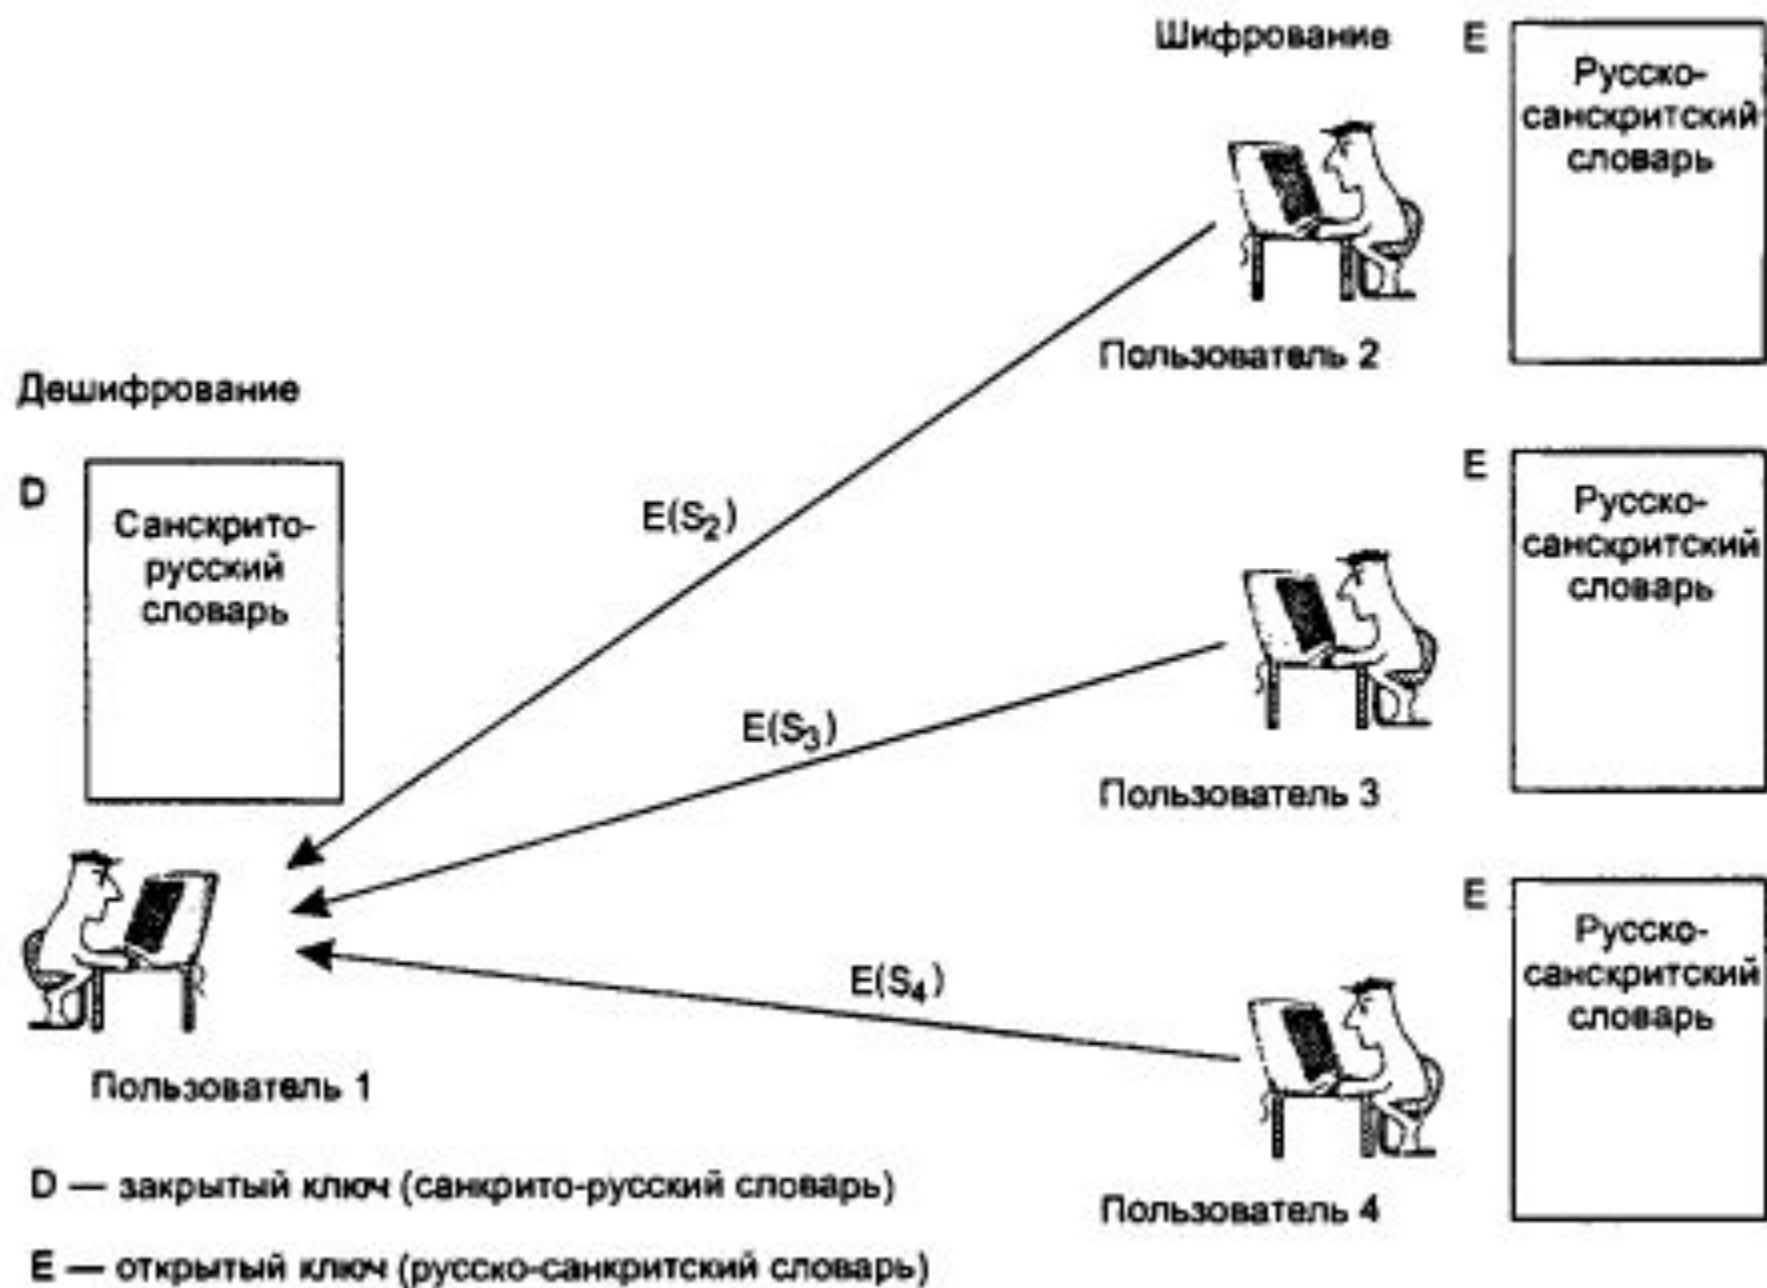 Шифрование
E
Русско-
санскритский
словарь
Пользователь 2
Дешифрование
D
Санскрито-
русский
словарь
E(S₂)
E
Русско-
санскритский
словарь
E(S₃)
Пользователь 3
E
Русско-
санскритский
словарь
E(S₄)
Пользователь 1
Пользователь 4
D — закрытый ключ (санкрито-русский словарь)
E — открытый ключ (русско-санкритский словарь)